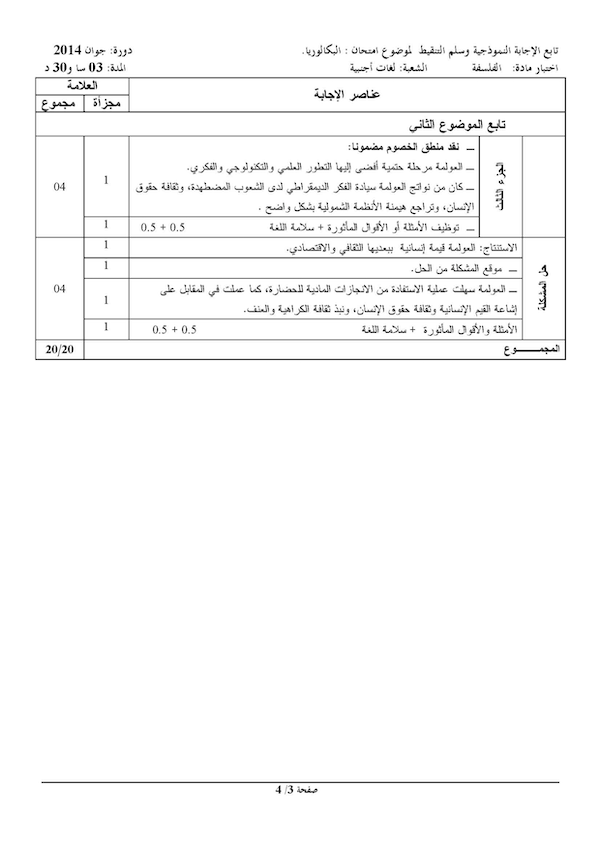 تابع الإجابة النموذجية وسلم التنقيط لموضوع امتحان : البكالوريا. دورة: جوان 2014
اختبار مادة: الفلسفة الشعبة: لغات أجنبية المدة: 03 سا و30 د
عناصر الإجابة العلامة
مجزأة مجموع
تابع الموضوع الثاني
الجزء الثالث
ـ نقد منطق الخصوم مضمونا:
ـ العولمة مرحلة حتمية أفضى إليها التطور العلمي والتكنولوجي والفكري.
ـ كان من نواتج العولمة سيادة الفكر الديمقراطي لدى الشعوب المضطهدة، وثقافة حقوق 1 04
الإنسان، وتراجع هيمنة الأنظمة الشمولية بشكل واضح .
ـ توظيف الأمثلة أو الأقوال المأثورة + سلامة اللغة 0.5 + 0.5 1
حل المشكلة
الاستنتاج: العولمة قيمة إنسانية ببعديها الثقافي والاقتصادي. 1
ـ موقع المشكلة من الحل. 1
ـ العولمة سهلت عملية الاستفادة من الانجازات المادية للحضارة، كما عملت في المقابل على 04
إشاعة القيم الإنسانية وثقافة حقوق الإنسان، ونبذ ثقافة الكراهية والعنف. 1
الأمثلة والأقوال المأثورة + سلامة اللغة 0.5 + 0.5 1
المجمـــــــوع 20/20
صفحة 3/ 4